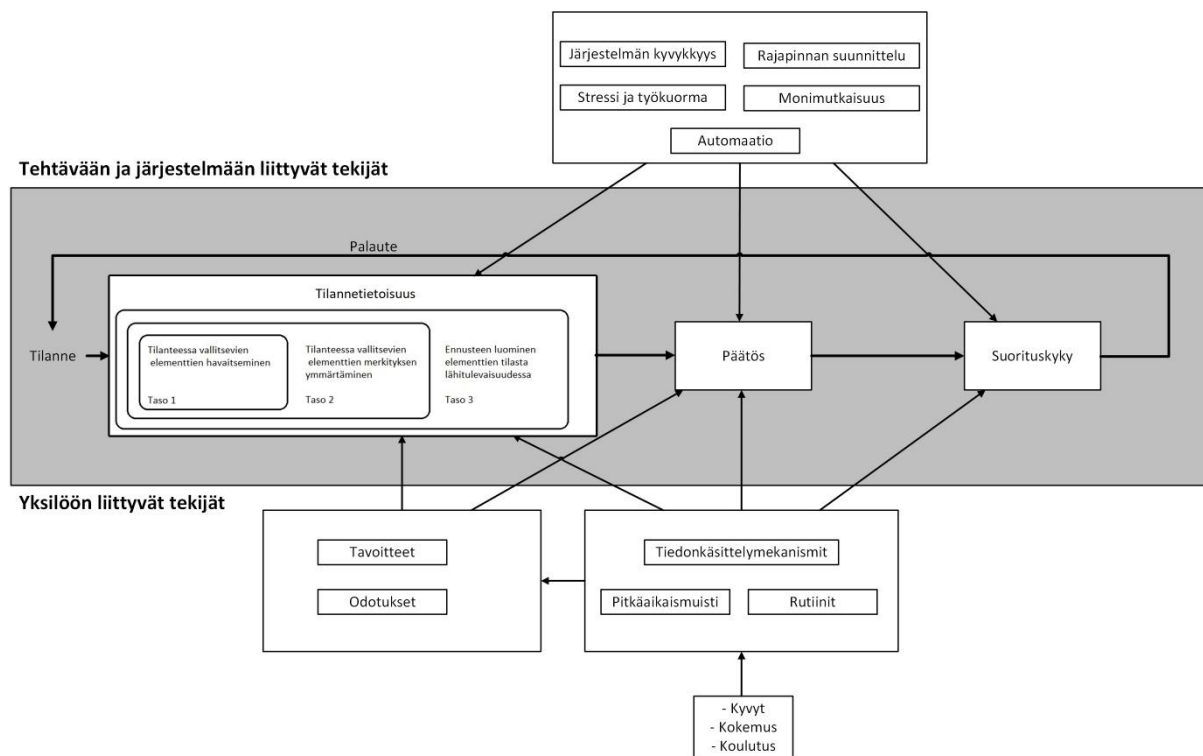 Järjestelmän kyvykkyys
Rajapinnan suunnittelu
Stressi ja työkuorma
Monimutkaisuus
Automaatio
Tehtävään ja järjestelmään liittyvät tekijät
Palaute
Tilannetietoisuus
Tilanne
Tilanteessa vallitsevien
elementtien havaitseminen
Taso 1
Tilanteessa vallitsevien
elementtien merkityksen
ymmärtäminen
Taso 2
Ennusteen luominen
elementtien tilasta
lähitulevaisuudessa
Taso 3
Päätös
Suorituskyky
Yksilöön liittyvät tekijät
Tavoitteet
Odotukset
Tiedonkäsittelymekanismit
Pitkäaikaismuisti
Rutiinit
- Kyvyt
- Kokemus
- Koulutus